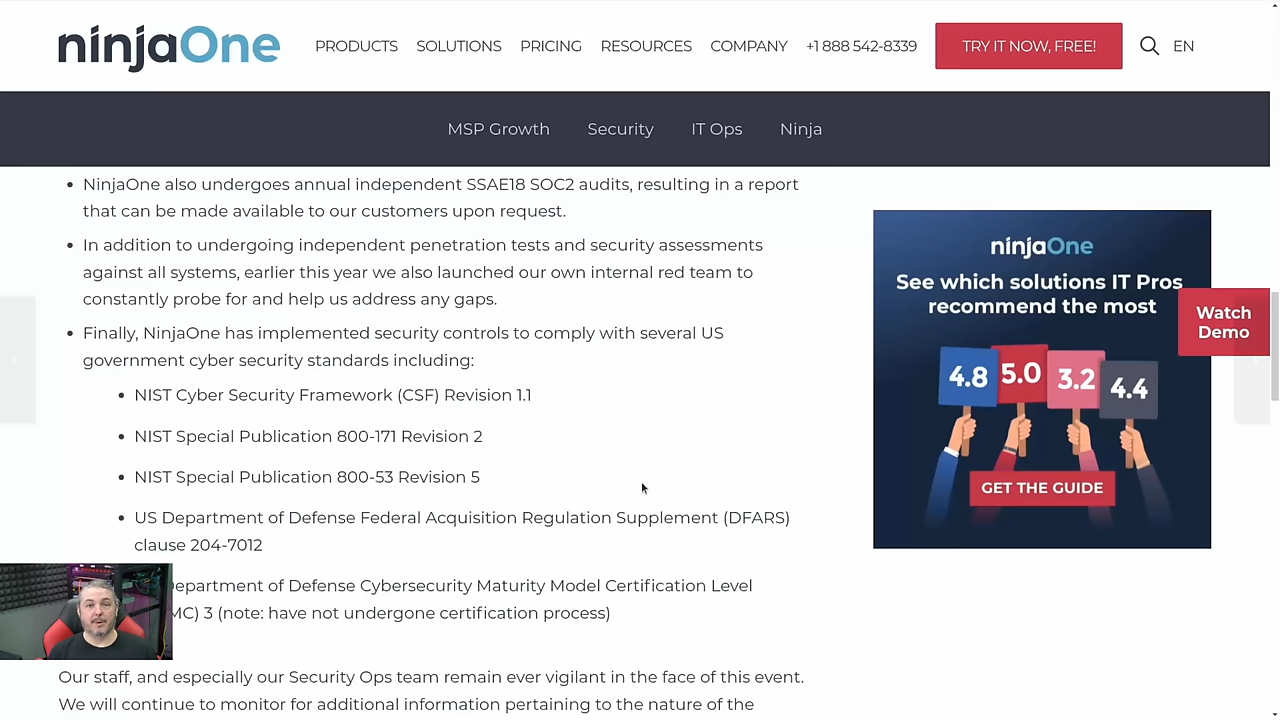 ninjaOne
PRODUCTS SOLUTIONS PRICING RESOURCES COMPANY +1 888 542-8339 TRY IT NOW, FREE! EN
MSP Growth Security IT Ops Ninja
• NinjaOne also undergoes annual independent SSAE18 SOC2 audits, resulting in a report
that can be made available to our customers upon request.
• In addition to undergoing independent penetration tests and security assessments
against all systems, earlier this year we also launched our own internal red team to
constantly probe for and help us address any gaps.
• Finally, NinjaOne has implemented security controls to comply with several US
government cyber security standards including:
• NIST Cyber Security Framework (CSF) Revision 1.1
• NIST Special Publication 800-171 Revision 2
• NIST Special Publication 800-53 Revision 5
• US Department of Defense Federal Acquisition Regulation Supplement (DFARS)
clause 204-7012
Department of Defense Cybersecurity Maturity Model Certification Level
MC) 3 (note: have not undergone certification process)
Our staff, and especially our Security Ops team remain ever vigilant in the face of this event.
We will continue to monitor for additional information pertaining to the nature of the
ninjaOne
See which solutions IT Pros
recommend the most
4.8 5.0 3.2 4.4
GET THE GUIDE
Watch
Demo